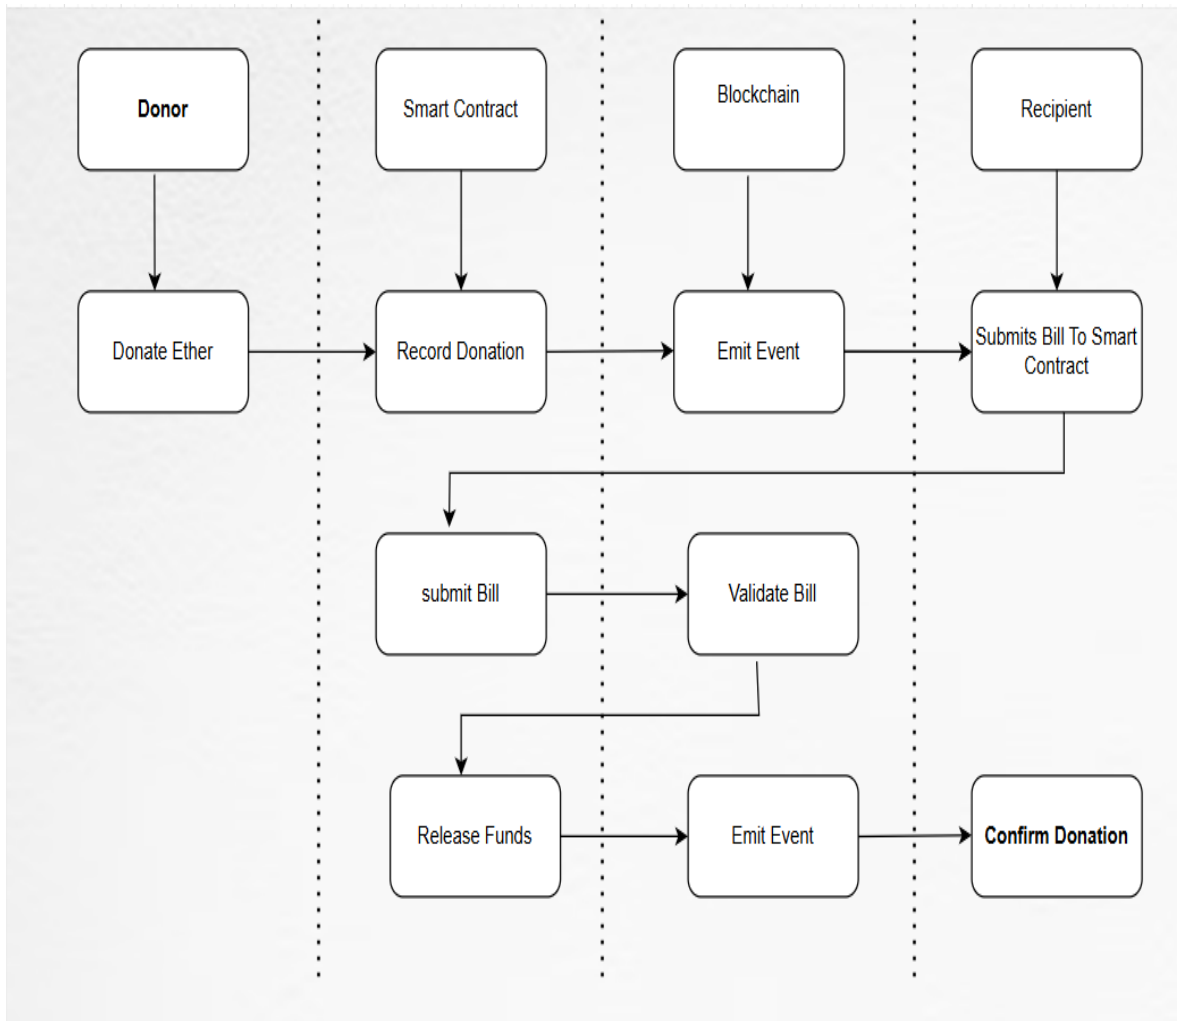 Donor
Smart Contract
Blockchain
Recipient
Donate Ether
Record Donation
Emit Event
Submits Bill To Smart
Contract
submit Bill
Validate Bill
Release Funds
Emit Event
Confirm Donation